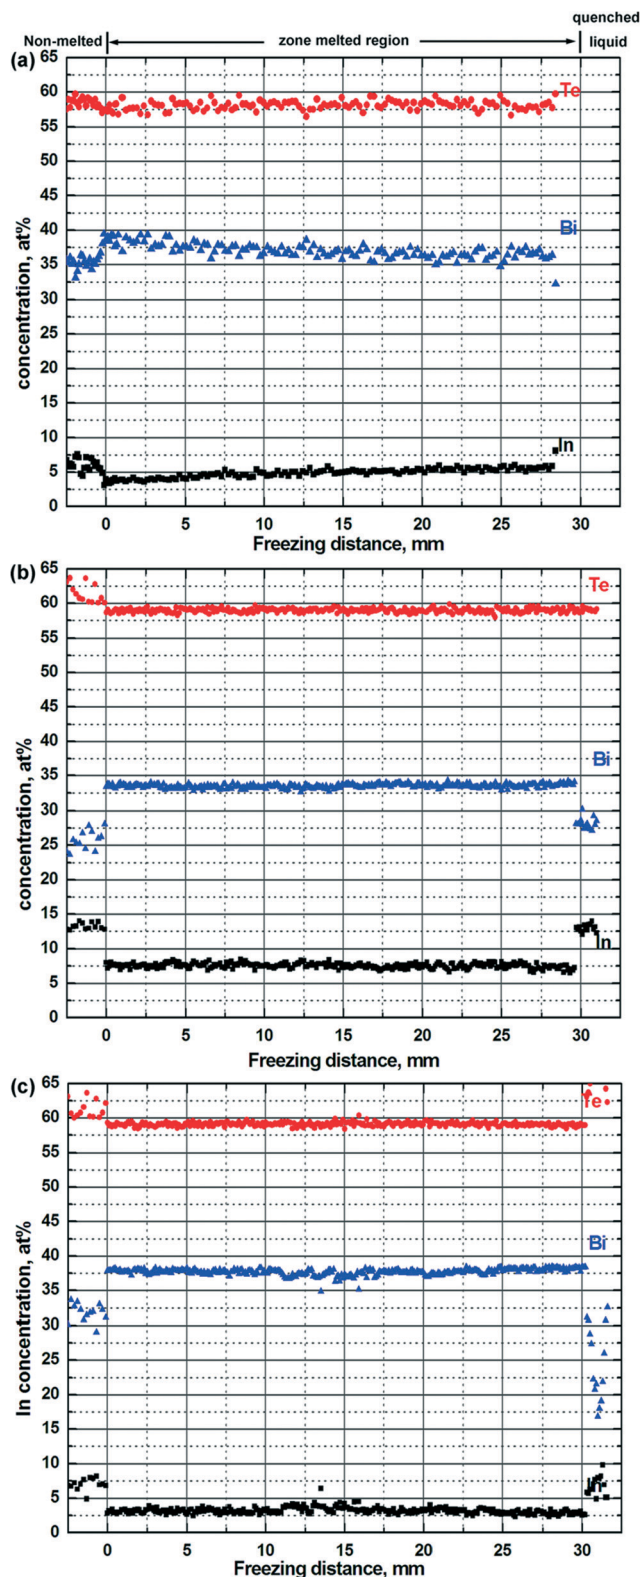 quenched
Non-melted zone melted region liquid
(a)
65
60
55
50
45
40
35
30
25
20
15
10
5
0
concentration, at%
Te
Bi
In
0 5 10 15 20 25 30
Freezing distance, mm
(b)
65
60
55
50
45
40
35
30
25
20
15
10
5
0
concentration, at%
Te
Bi
In
0 5 10 15 20 25 30
Freezing distance, mm
(c)
65
60
55
50
45
40
35
30
25
20
15
10
5
0
In concentration, at%
Te
Bi
In
0 5 10 15 20 25 30
Freezing distance, mm